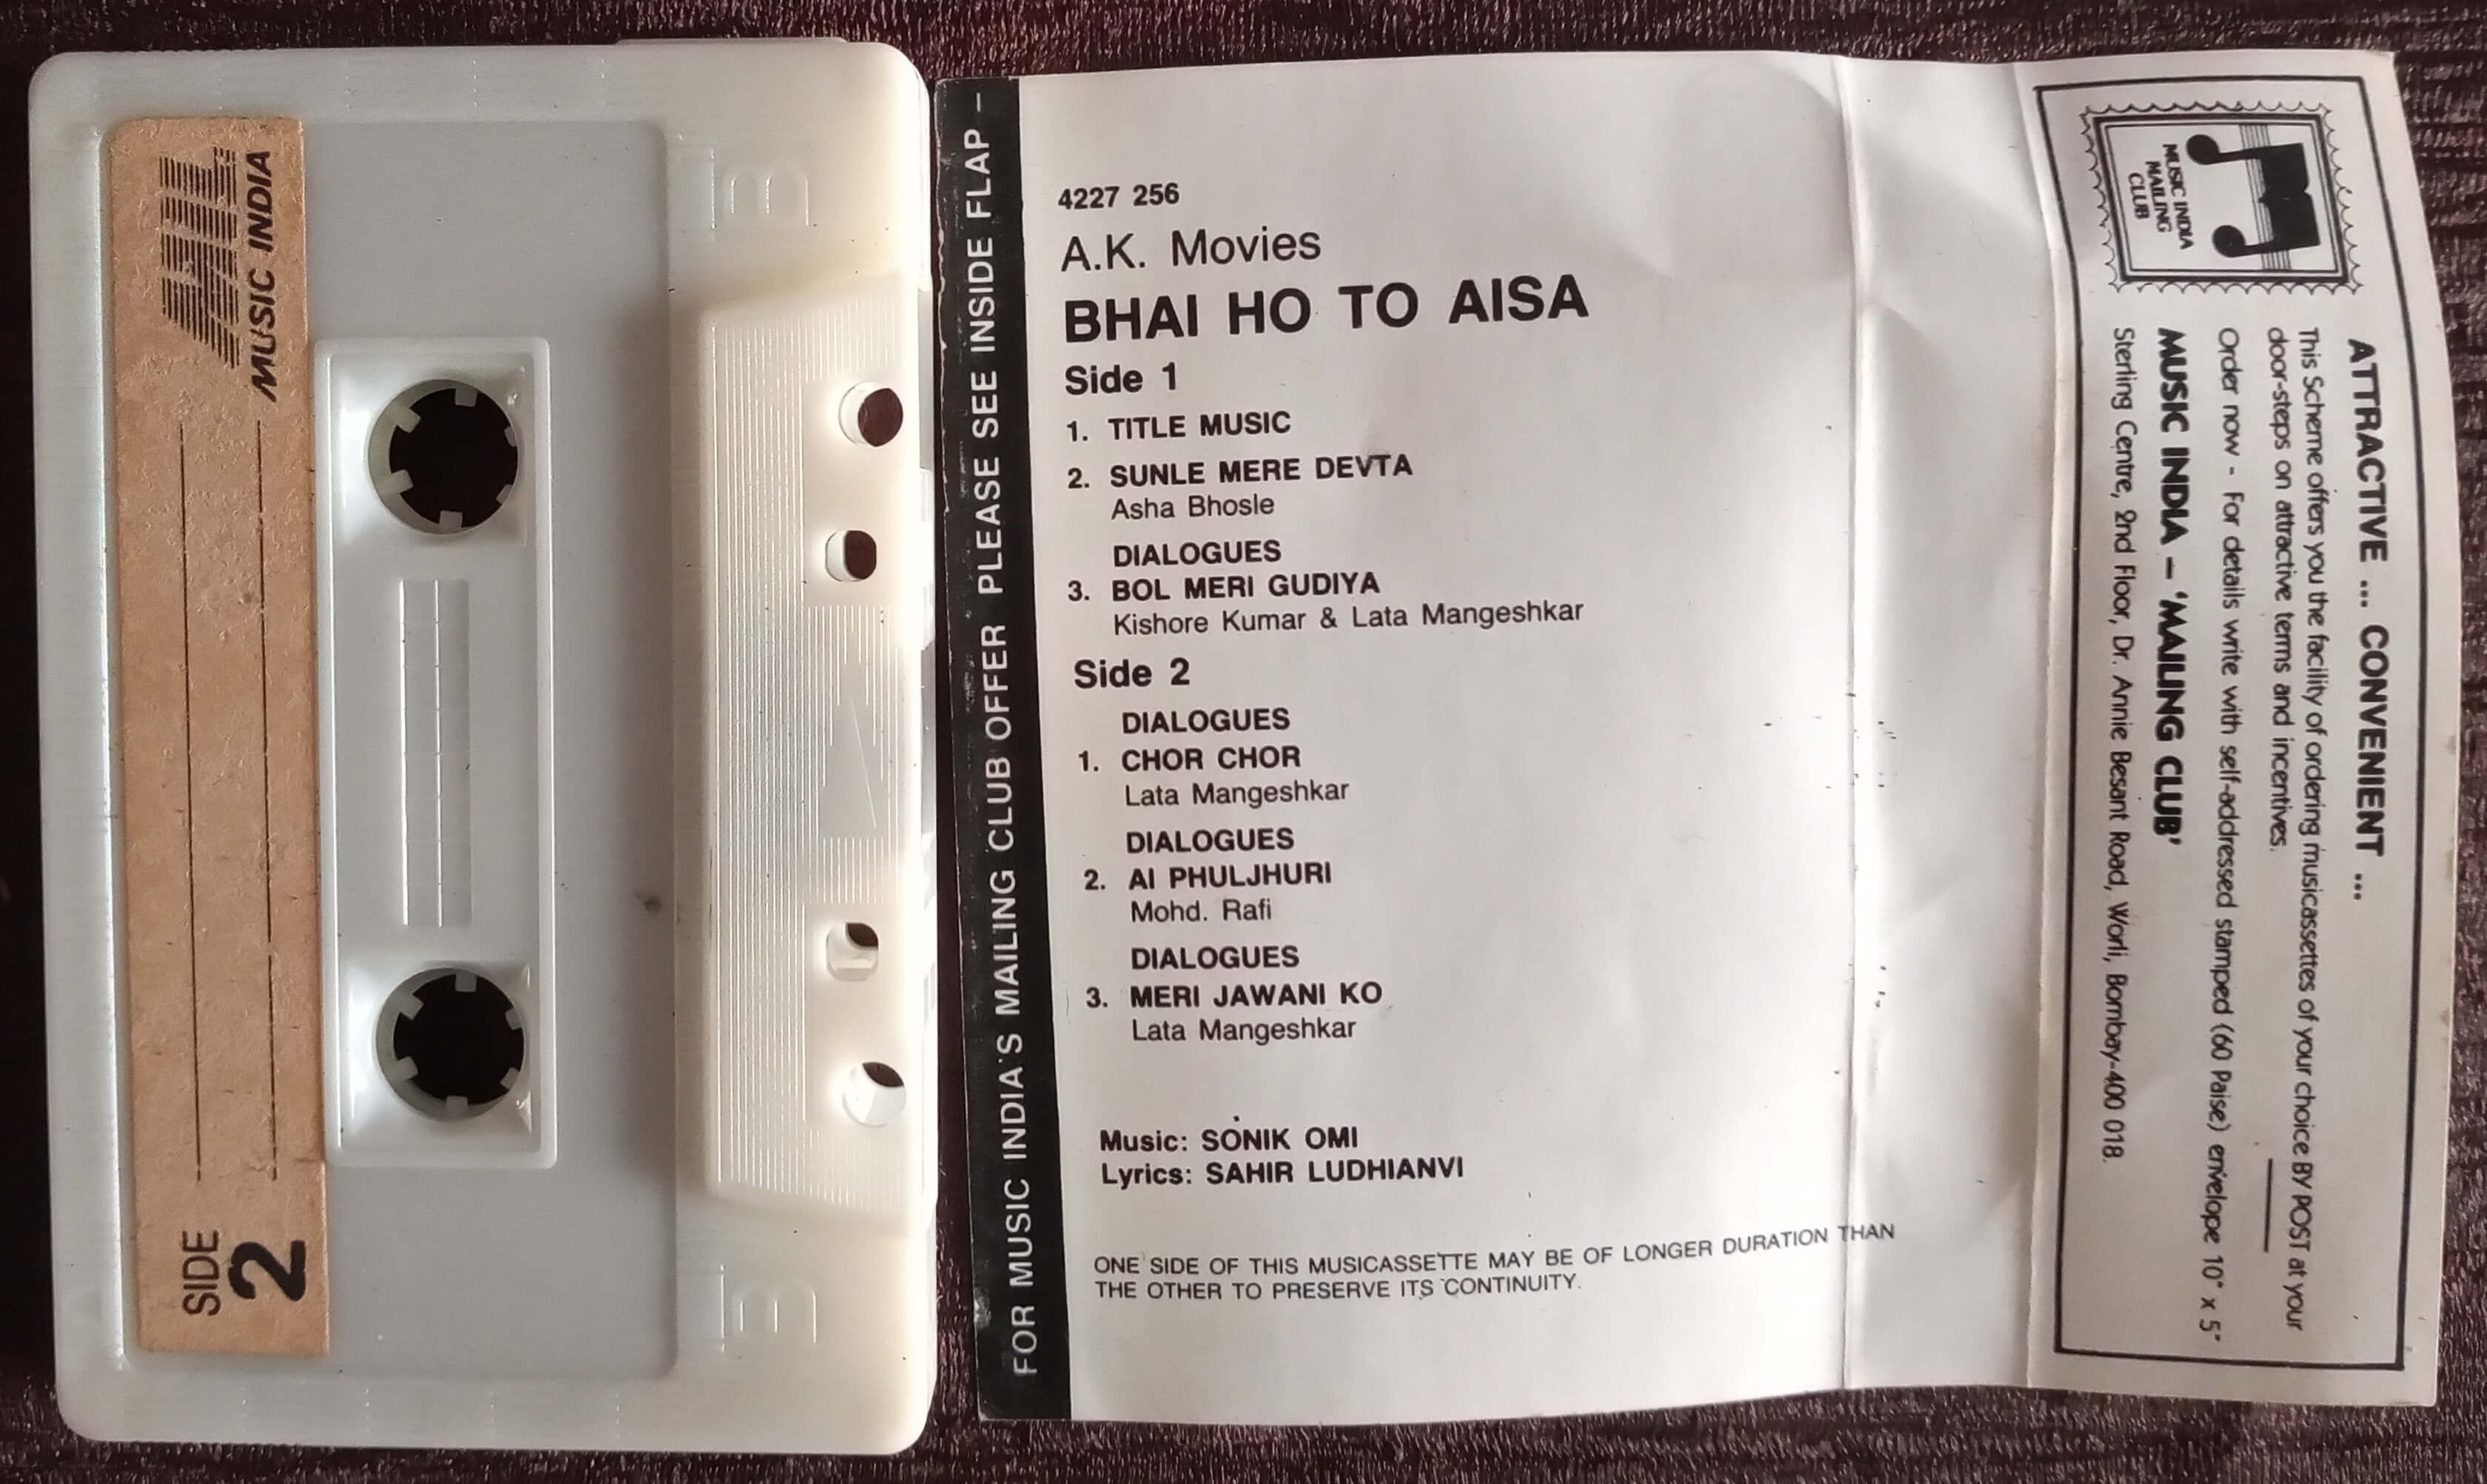 MIL
MUSIC INDIA
SIDE
2
B
B
FOR MUSIC INDIA'S MAILING CLUB OFFER PLEASE SEE INSIDE FLAP -
4227 256
A.K. Movies
BHAI HO TO AISA
Side 1
1. TITLE MUSIC
2. SUNLE MERE DEVTA
Asha Bhosle
DIALOGUES
3. BOL MERI GUDIYA
Kishore Kumar & Lata Mangeshkar
Side 2
DIALOGUES
1. CHOR CHOR
Lata Mangeshkar
DIALOGUES
2. AI PHULJHURI
Mohd. Rafi
DIALOGUES
3. MERI JAWANI KO
Lata Mangeshkar
Music: SONIK OMI
Lyrics: SAHIR LUDHIANVI
ONE SIDE OF THIS MUSICASSETTE MAY BE OF LONGER DURATION THAN
THE OTHER TO PRESERVE ITS CONTINUITY.
MUSIC INDIA
MAILING
CLUB
ATTRACTIVE ... CONVENIENT ...
This Scheme offers you the facility of ordering musicassettes of your choice BY POST at your
door-steps on attractive terms and incentives.
Order now - For details write with self-addressed stamped (60 Paise) envelope 10" x 5"
MUSIC INDIA – 'MAILING CLUB'
Sterling Centre, 2nd Floor, Dr. Annie Besant Road, Worli, Bombay-400 018.